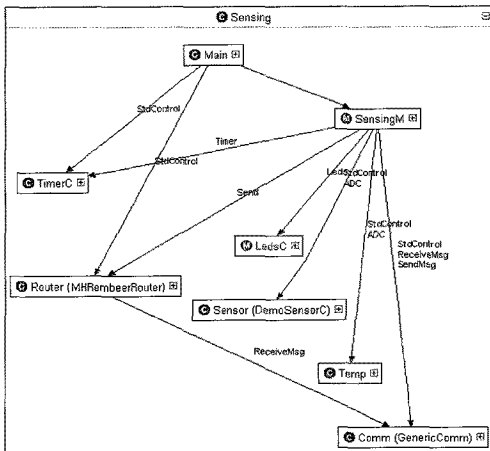 C Sensing
C Main
StdControl
M SensingM
Timer
StdControl
C TimerC
Send
Leds
StdControl
ADC
StdControl
ADC
M LedsC
StdControl
ReceiveMsg
SendMsg
C Router (MHRembeerRouter)
C Sensor (DemoSensorC)
ReceiveMsg
C Temp
C Comm (GenericComm)